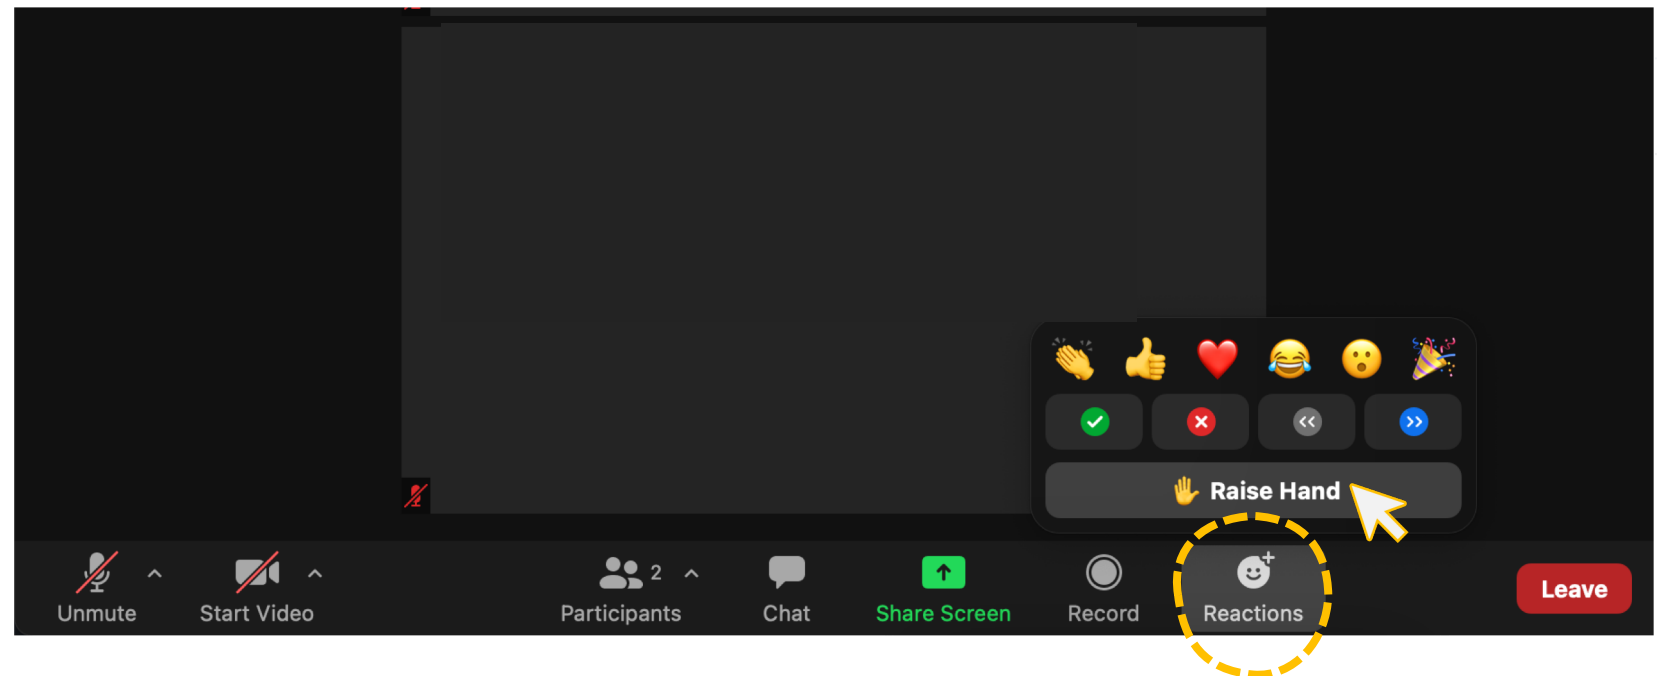 Raise Hand
Unmute
Start Video
2
Participants
Chat
Share Screen
Record
Reactions
Leave